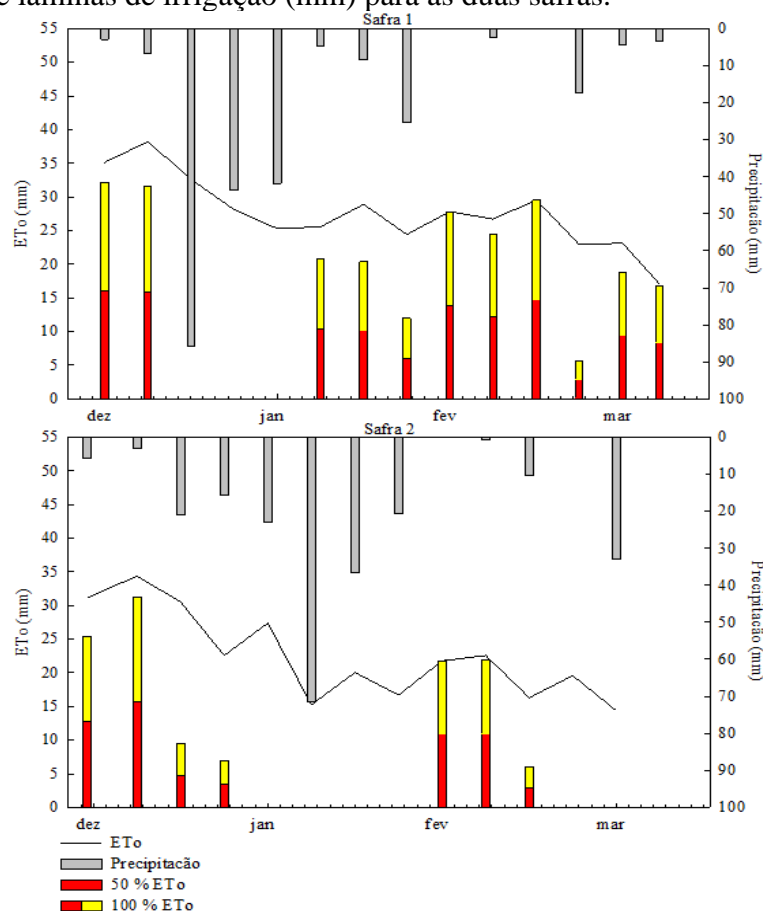 e lâminas de irrigação (mm) para as duas safras.
Safra 1
55 0
50 10
45 20
40 30
35 40
30 50
25 60
20 70
15 80
10 90
5
0 100
ETo (mm)
Precipitação (mm)
dez jan fev mar
Safra 2
55 0
50 10
45 20
40 30
35 40
30 50
25 60
20 70
15 80
10 90
5
0 100
ETo (mm)
Precipitação (mm)
dez jan fev mar
ETo
Precipitacão
50 % ETo
100 % ETo